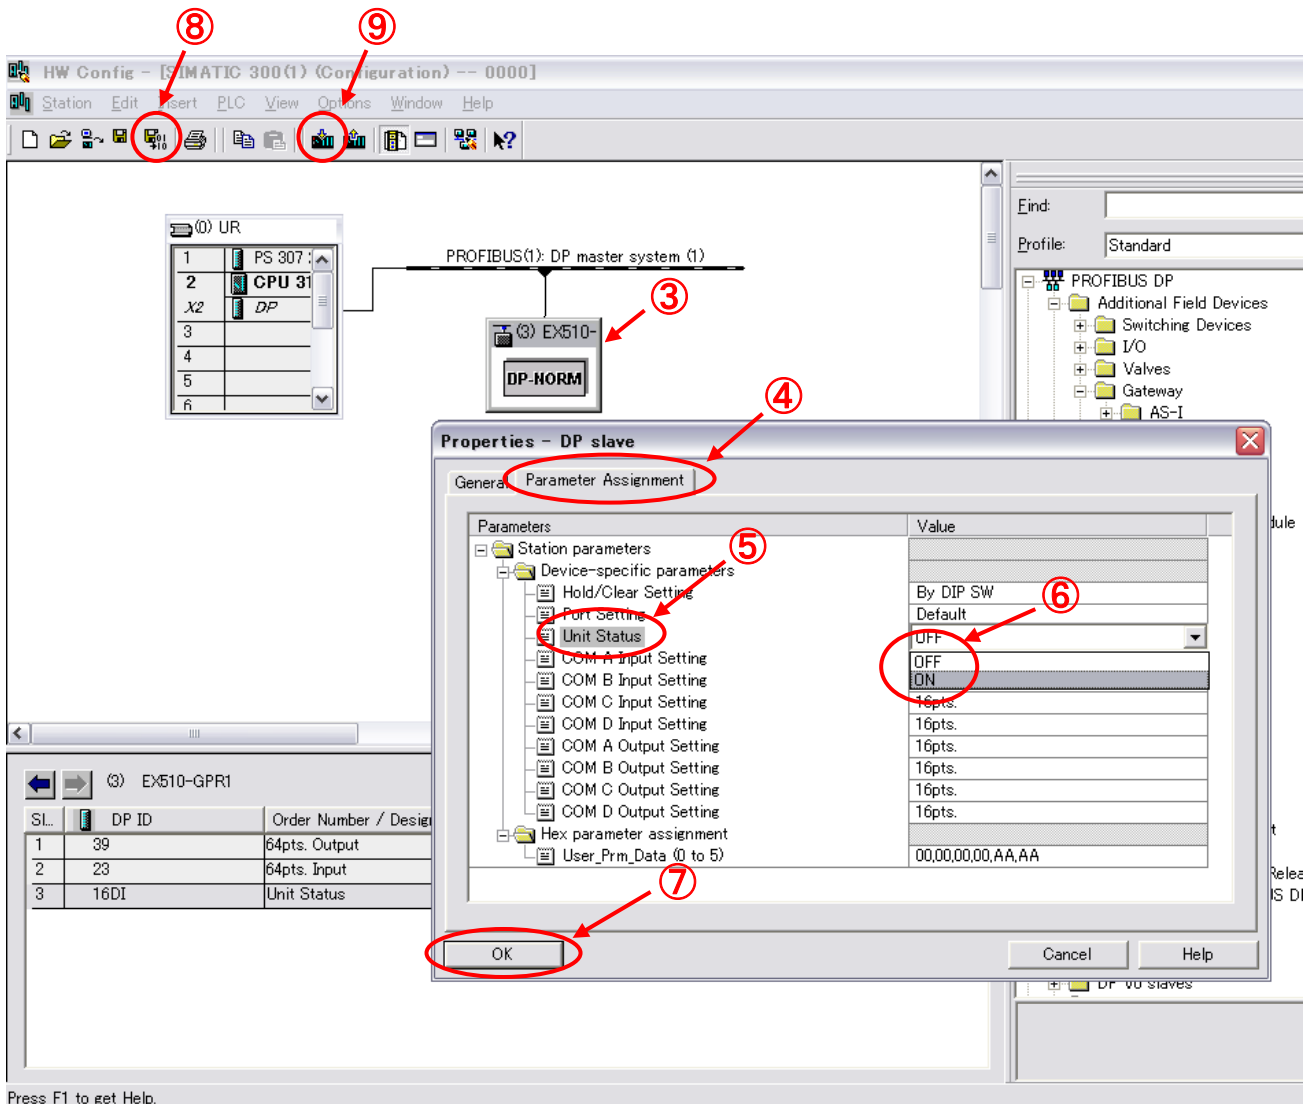 ⑧ ⑨
HW Config - [SIMATIC 300(1) (Configuration) -- 0000]
Station Edit Insert PLC View Options Window Help
(0) UR
1 PS 307
2 CPU 31
X2 DP
3
4
5
6
PROFIBUS(1): DP master system (1)
③
(3) EX510-
DP-NORM
Find:
Profile: Standard
PROFIBUS DP
Additional Field Devices
Switching Devices
I/O
Valves
Gateway
AS-I
④
Properties - DP slave
General Parameter Assignment
Parameters Value
⑤
Station parameters
Device-specific parameters
⑥
Hold/Clear Setting By DIP SW
Port Setting Default
Unit Status OFF
OFF
ON
COM A Input Setting
COM B Input Setting
COM C Input Setting 16pts.
COM D Input Setting 16pts.
COM A Output Setting 16pts.
COM B Output Setting 16pts.
COM C Output Setting 16pts.
COM D Output Setting 16pts.
Hex parameter assignment
User_Prm_Data (0 to 5) 00,00,00,00,AA,AA
⑦
OK Cancel Help
DP V0 slaves
(3) EX510-GPR1
Sl... DP ID Order Number / Desig
1 39 64pts. Output
2 23 64pts. Input
3 16DI Unit Status
Press F1 to get Help.